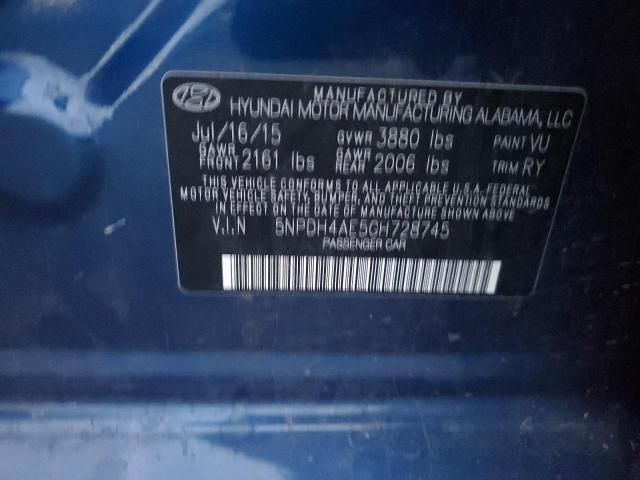 MANUFACTURED BY
HYUNDAI MOTOR MANUFACTURING ALABAMA, LLC
Jul/16/15 GVWR 3880 lbs PAINT VU
GAWR FRONT 2161 lbs GAWR REAR 2006 lbs TRIM RY
THIS VEHICLE CONFORMS TO ALL APPLICABLE U.S.A. FEDERAL
MOTOR VEHICLE SAFETY, BUMPER, AND THEFT PREVENTION STANDARDS
IN EFFECT ON THE DATE OF MANUFACTURE SHOWN ABOVE
V.I.N 5NPDH4AE5GH728745
PASSENGER CAR